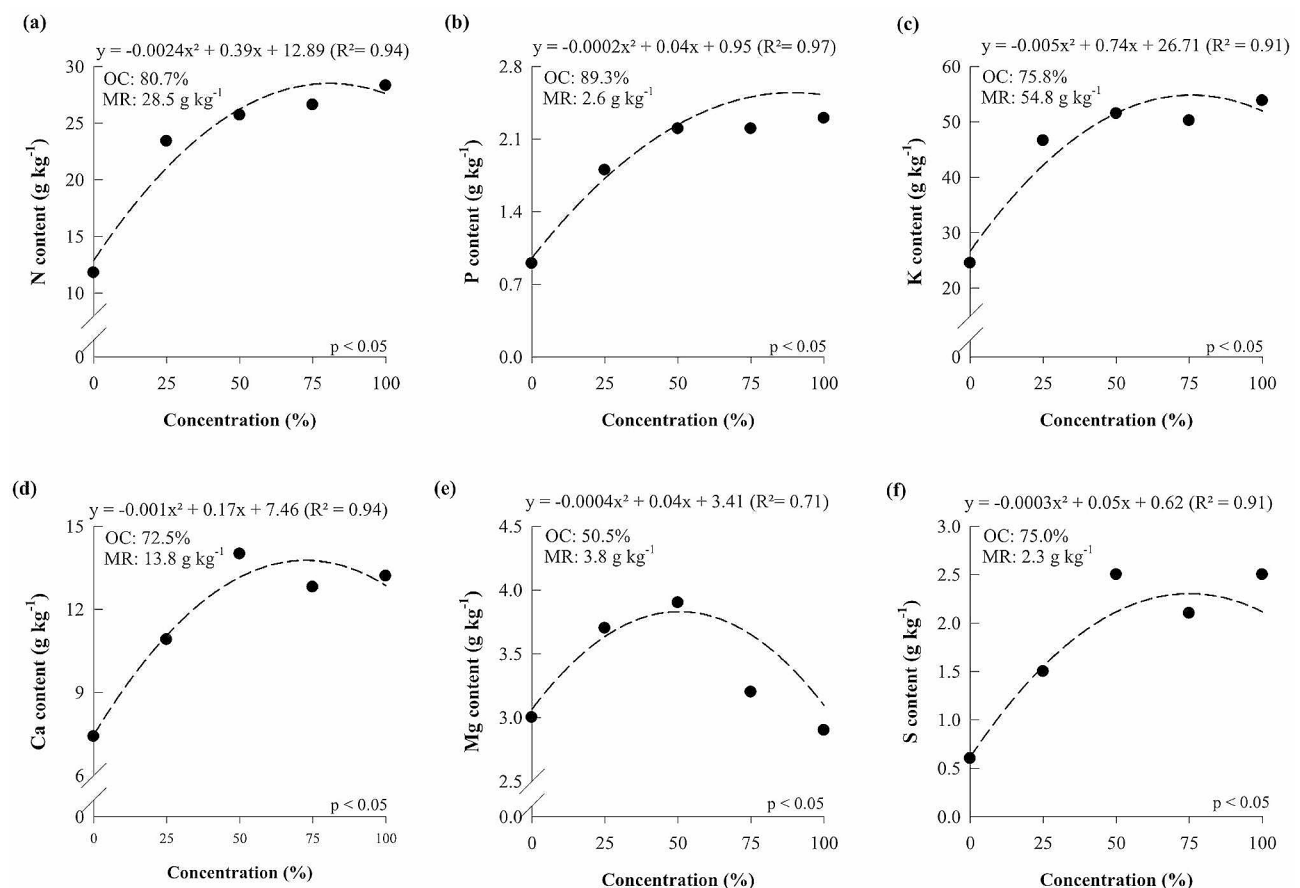 (a)
y = -0.0024x² + 0.39x + 12.89 (R²= 0.94)
OC: 80.7%
MR: 28.5 g kg⁻¹
30
25
20
15
10
0
N content (g kg⁻¹)
p < 0.05
0 25 50 75 100
Concentration (%)
(b)
y = -0.0002x² + 0.04x + 0.95 (R²= 0.97)
OC: 89.3%
MR: 2.6 g kg⁻¹
2.8
2.1
1.4
0.7
0.0
P content (g kg⁻¹)
p < 0.05
0 25 50 75 100
Concentration (%)
(c)
y = -0.005x² + 0.74x + 26.71 (R²= 0.91)
OC: 75.8%
MR: 54.8 g kg⁻¹
60
50
40
30
20
0
K content (g kg⁻¹)
p < 0.05
0 25 50 75 100
Concentration (%)
(d)
y = -0.001x² + 0.17x + 7.46 (R² = 0.94)
OC: 72.5%
MR: 13.8 g kg⁻¹
15
12
9
6
0
Ca content (g kg⁻¹)
p < 0.05
0 25 50 75 100
Concentration (%)
(e)
y = -0.0004x² + 0.04x + 3.41 (R²= 0.71)
OC: 50.5%
MR: 3.8 g kg⁻¹
4.5
4.0
3.5
3.0
2.5
0.0
Mg content (g kg⁻¹)
p < 0.05
0 25 50 75 100
Concentration (%)
(f)
y = -0.0003x² + 0.05x + 0.62 (R² = 0.91)
OC: 75.0%
MR: 2.3 g kg⁻¹
3.0
2.5
2.0
1.5
1.0
0.5
0.0
S content (g kg⁻¹)
p < 0.05
0 25 50 75 100
Concentration (%)